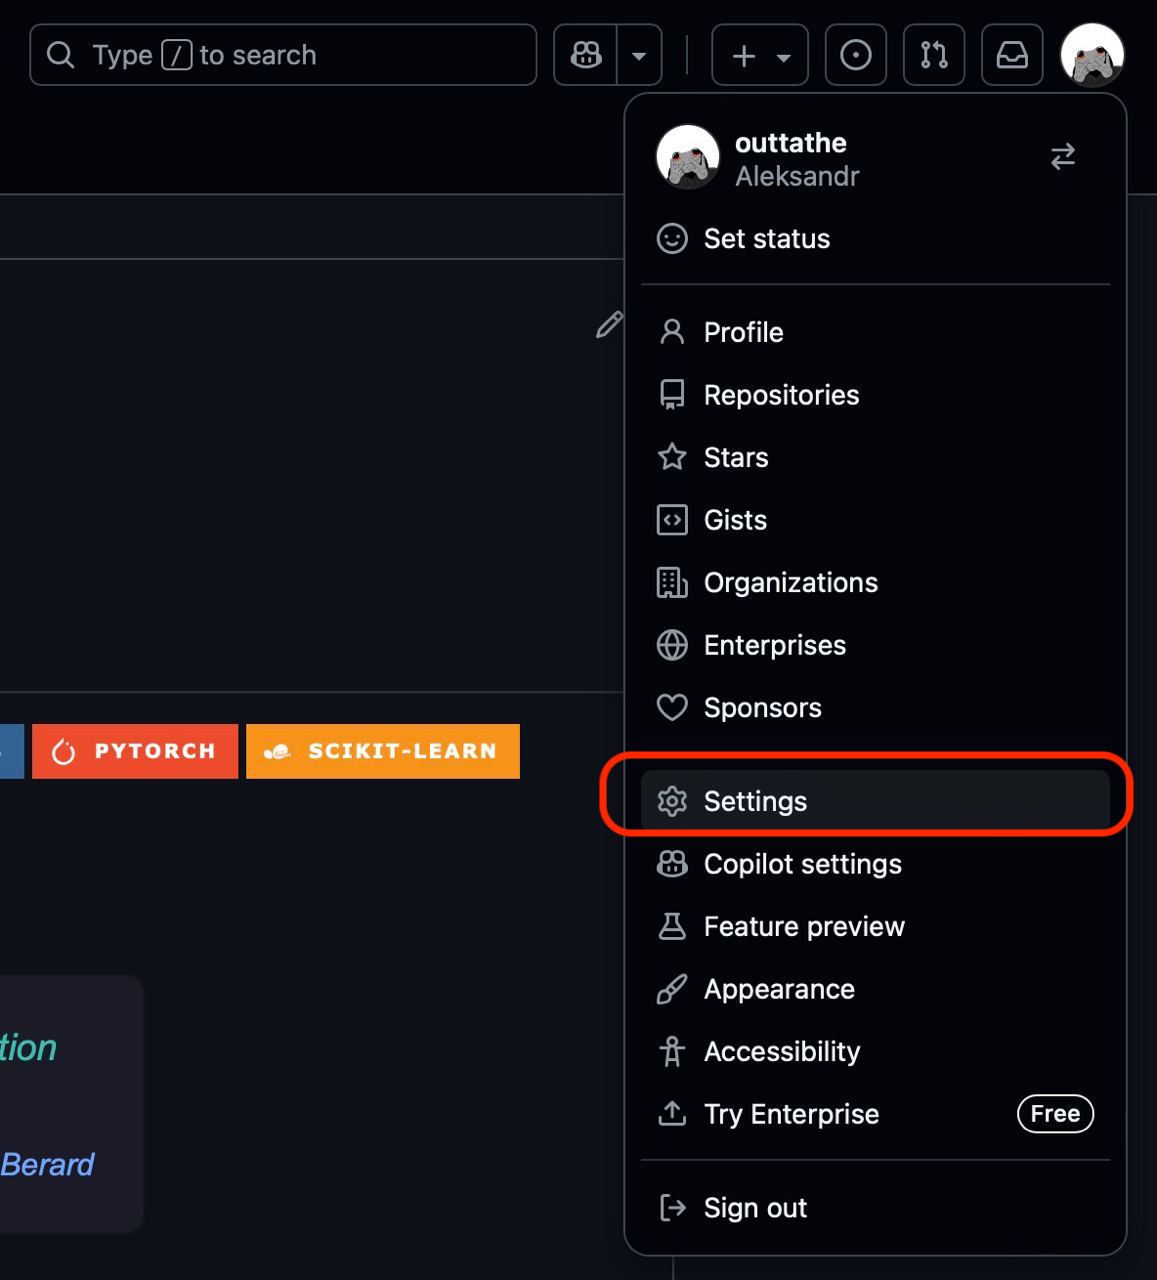 Type / to search
outtathe
Aleksandr
Set status
Profile
Repositories
Stars
Gists
Organizations
Enterprises
Sponsors
PYTORCH
SCIKIT-LEARN
Settings
Copilot settings
Feature preview
Appearance
tion
Accessibility
Try Enterprise
Free
Berard
Sign out